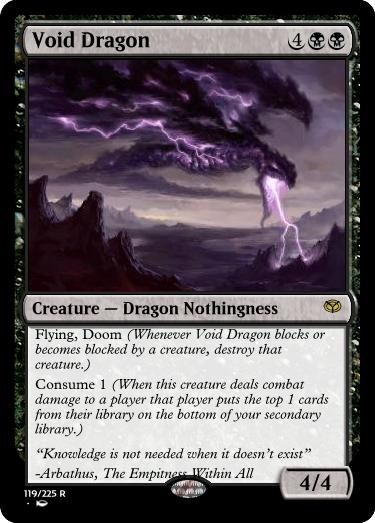 Void Dragon 4
Creature — Dragon Nothingness
Flying, Doom (Whenever Void Dragon blocks or
becomes blocked by a creature, destroy that
creature.)
Consume 1 (When this creature deals combat
damage to a player that player puts the top 1 cards
from their library on the bottom of your secondary
library.)
“Knowledge is not needed when it doesn’t exist”
-Arbathus, The Empitness Within All
4/4
119/225 R